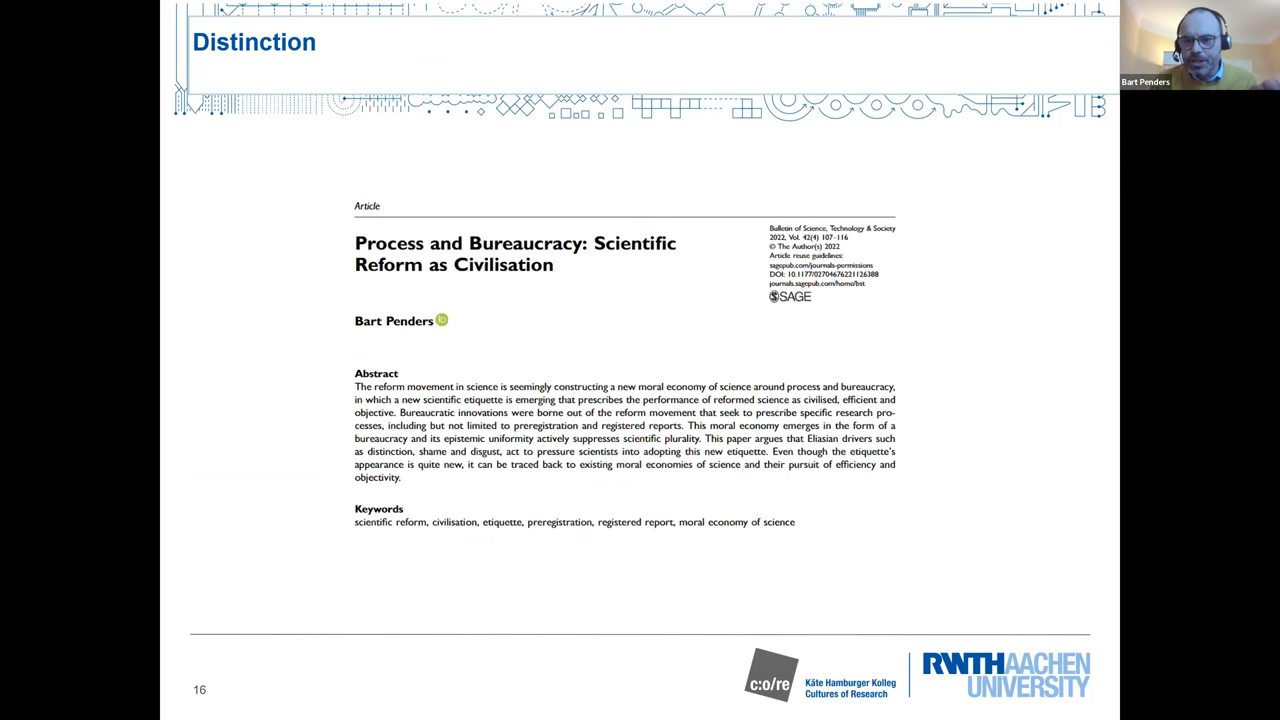 Distinction
Bart Penders
Article
Process and Bureaucracy: Scientific
Reform as Civilisation
Bulletin of Science, Technology & Society
2022, Vol. 42(4) 107–116
© The Author(s) 2022
Article reuse guidelines:
sagepub.com/journals-permissions
DOI: 10.1177/02704676221126388
journals.sagepub.com/home/bst
SAGE
Bart Penders iD
Abstract
The reform movement in science is seemingly constructing a new moral economy of science around process and bureaucracy,
in which a new scientific etiquette is emerging that prescribes the performance of reformed science as civilised, efficient and
objective. Bureaucratic innovations were borne out of the reform movement that seek to prescribe specific research pro-
cesses, including but not limited to preregistration and registered reports. This moral economy emerges in the form of a
bureaucracy and its epistemic uniformity actively suppresses scientific plurality. This paper argues that Eliasian drivers such
as distinction, shame and disgust, act to pressure scientists into adopting this new etiquette. Even though the etiquette's
appearance is quite new, it can be traced back to existing moral economies of science and their pursuit of efficiency and
objectivity.
Keywords
scientific reform, civilisation, etiquette, preregistration, registered report, moral economy of science
16
c:o/re
Käte Hamburger Kolleg
Cultures of Research
RWTHAACHEN
UNIVERSITY